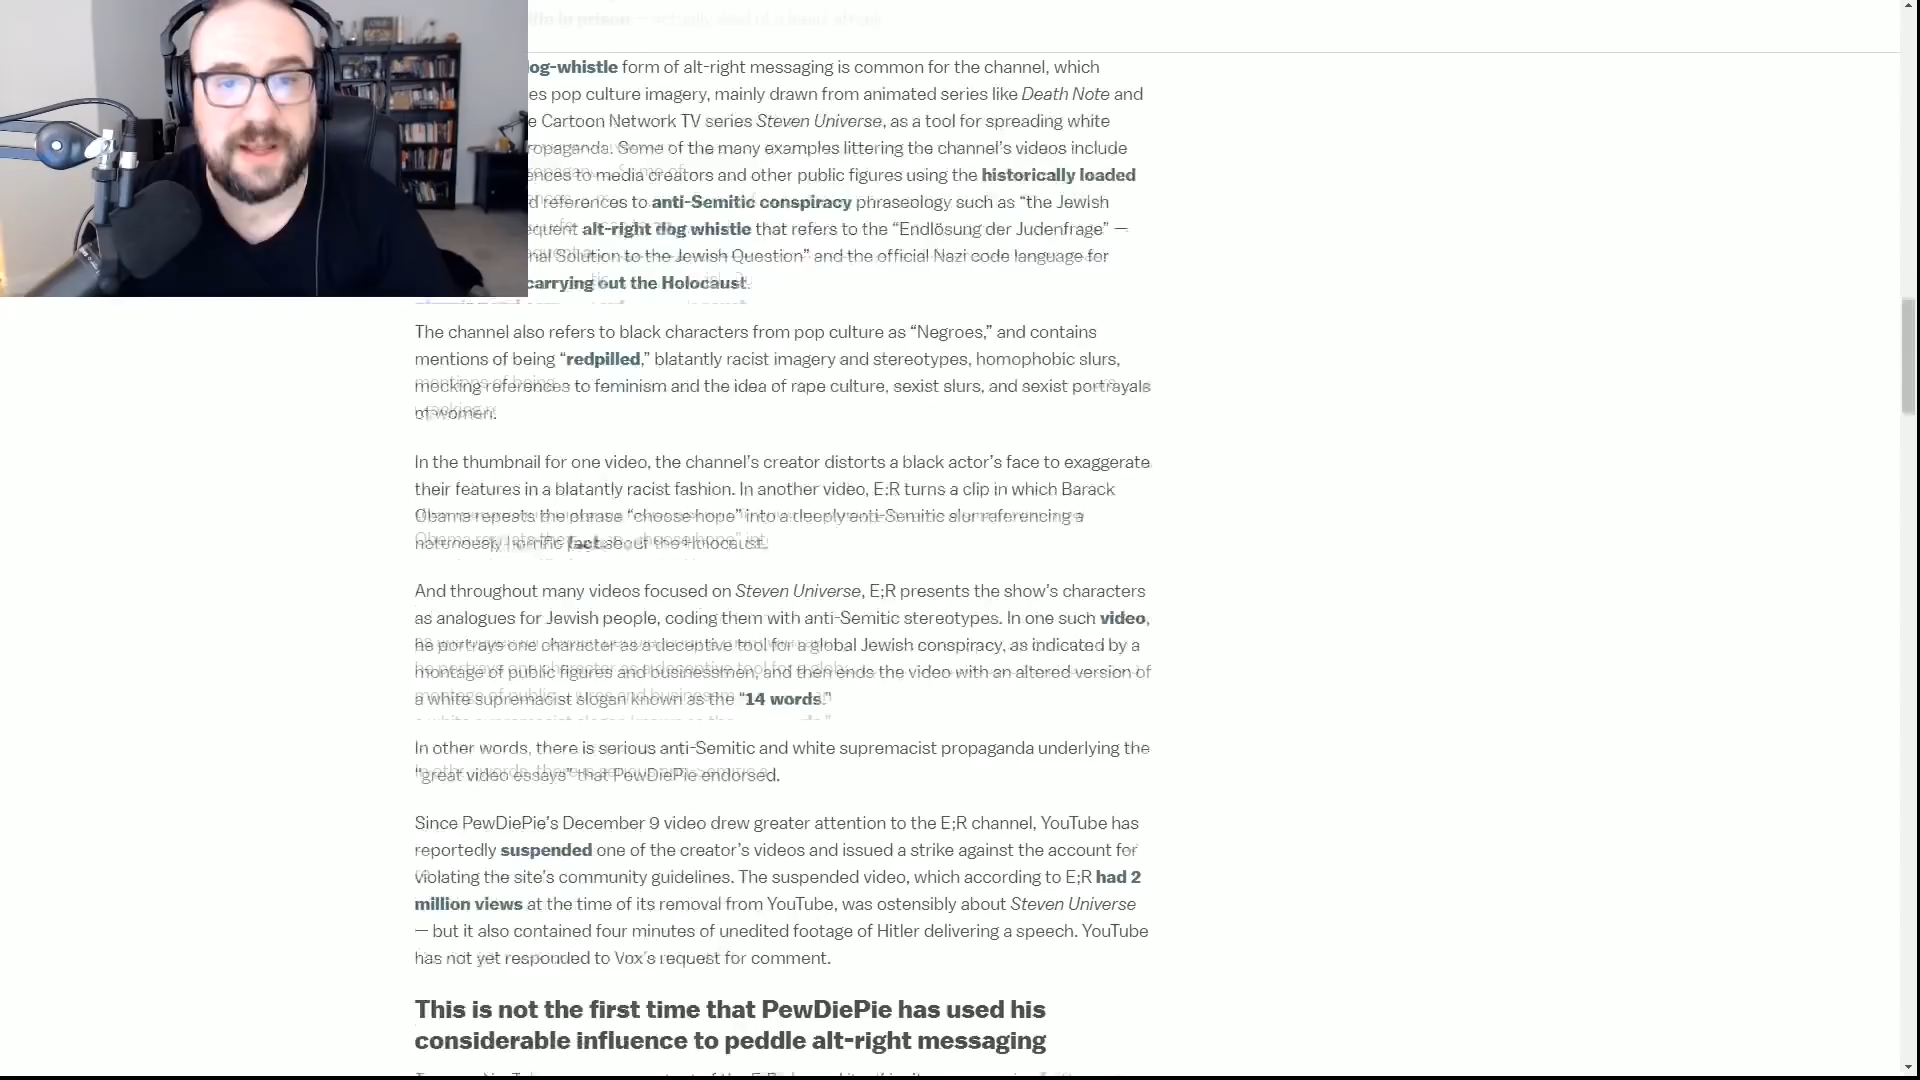 og-whistle form of alt-right messaging is common for the channel, which
es pop culture imagery, mainly drawn from animated series like Death Note and
e Cartoon Network TV series Steven Universe, as a tool for spreading white
ropaganda. Some of the many examples littering the channel's videos include
ences to media creators and other public figures using the historically loaded
d references to anti-Semitic conspiracy phraseology such as “the Jewish
equent alt-right dog whistle that refers to the “Endlösung der Judenfrage” —
nal Solution to the Jewish Question” and the official Nazi code language for
carrying out the Holocaust.
The channel also refers to black characters from pop culture as “Negroes,” and contains
mentions of being “redpilled,” blatantly racist imagery and stereotypes, homophobic slurs,
mocking references to feminism and the idea of rape culture, sexist slurs, and sexist portrayals
of women.
In the thumbnail for one video, the channel's creator distorts a black actor's face to exaggerate
their features in a blatantly racist fashion. In another video, E;R turns a clip in which Barack
Obama repeats the phrase “choose hope” into a deeply anti-Semitic slur referencing a
horrific fact about the Holocaust.
And throughout many videos focused on Steven Universe, E;R presents the show's characters
as analogues for Jewish people, coding them with anti-Semitic stereotypes. In one such video,
he portrays one character as a deceptive tool for a global Jewish conspiracy, as indicated by a
montage of public figures and businessmen, and then ends the video with an altered version of
a white supremacist slogan known as the “14 words.”
In other words, there is serious anti-Semitic and white supremacist propaganda underlying the
“great video essays” that PewDiePie endorsed.
Since PewDiePie's December 9 video drew greater attention to the E;R channel, YouTube has
reportedly suspended one of the creator's videos and issued a strike against the account for
violating the site's community guidelines. The suspended video, which according to E;R had 2
million views at the time of its removal from YouTube, was ostensibly about Steven Universe
— but it also contained four minutes of unedited footage of Hitler delivering a speech. YouTube
has not yet responded to Vox's request for comment.
This is not the first time that PewDiePie has used his
considerable influence to peddle alt-right messaging